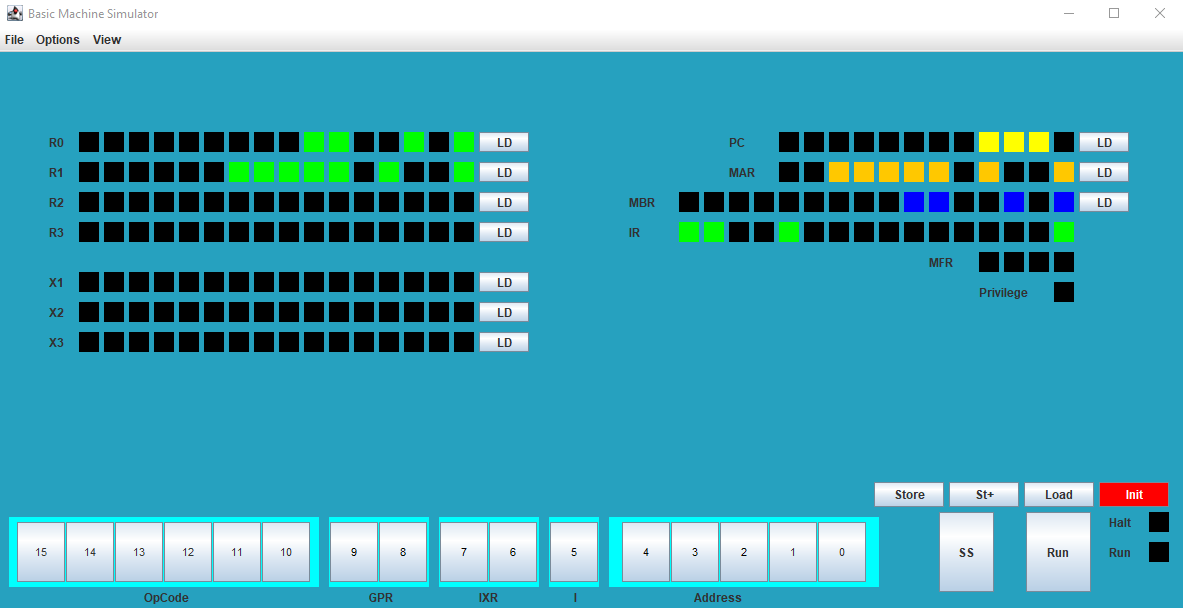 Basic Machine Simulator
File Options View
R0 LD PC LD
R1 LD MAR LD
R2 LD MBR LD
R3 LD IR
MFR
X1 LD Privilege
X2 LD
X3 LD
Store St+ Load Init
15 14 13 12 11 10 9 8 7 6 5 4 3 2 1 0 SS Run Halt
Run
OpCode GPR IXR I Address